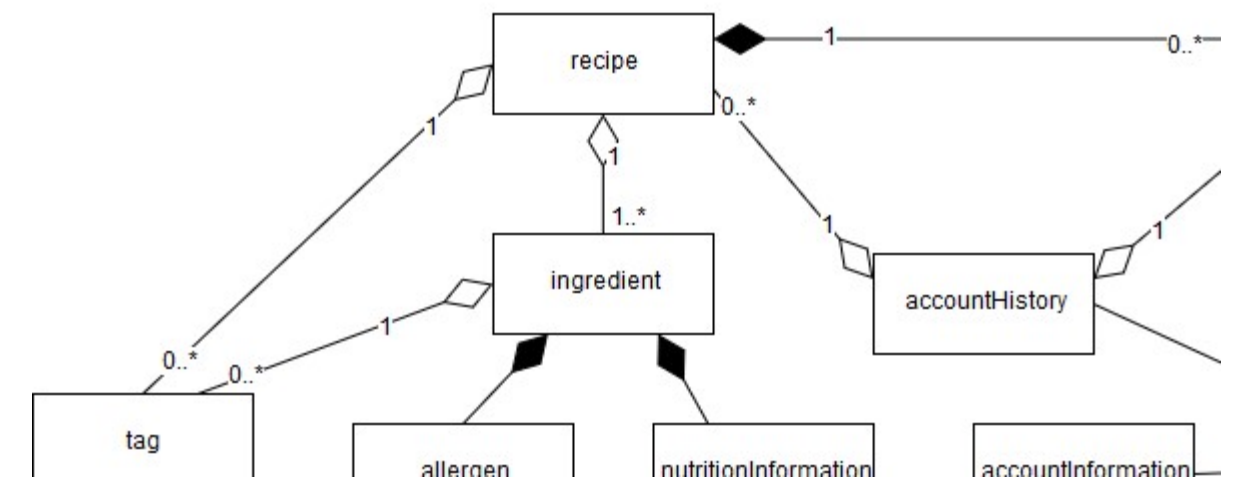 recipe
1
0..*
0..*
1
1
1..*
1
1
ingredient
accountHistory
1
0..*
0..*
tag
allergen
nutritionInformation
accountInformation